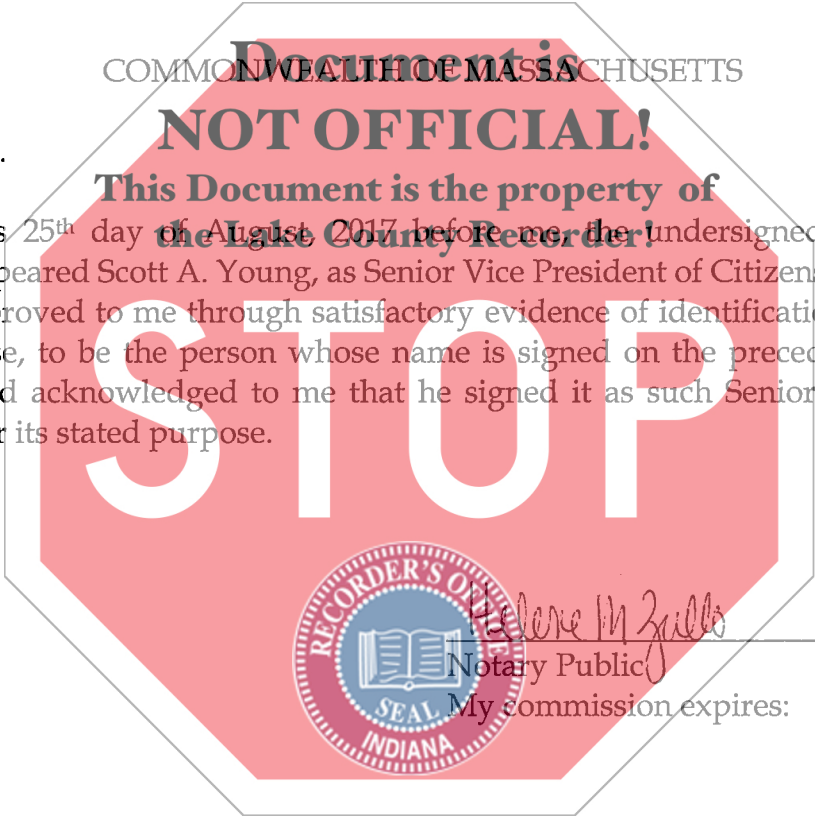 Document is
COMMONWEALTH OF MASSACHUSETTS
NOT OFFICIAL!
This Document is the property of
the Lake County Recorder!
25th day of August, 2017 before me, the undersigned
peared Scott A. Young, as Senior Vice President of Citizens
roved to me through satisfactory evidence of identificatio
e, to be the person whose name is signed on the preced
d acknowledged to me that he signed it as such Senior
r its stated purpose.
STOP
RECORDER'S OFFICE
SEAL
INDIANA
Helene M Zullo
Notary Public
My commission expires: